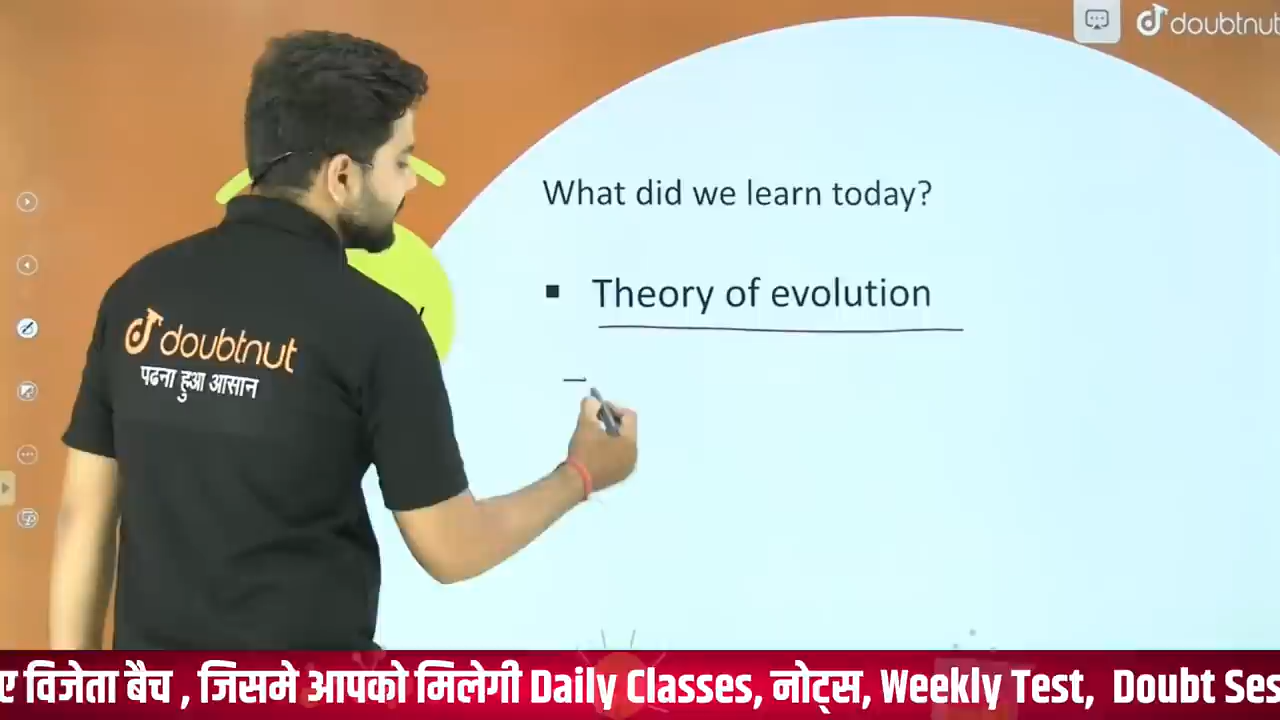 doubtnut
What did we learn today?
▪ Theory of evolution
doubtnut
पढना हुआ आसान
ए विजेता बैच , जिसमे आपको मिलेगी Daily Classes, नोट्स, Weekly Test, Doubt Ses